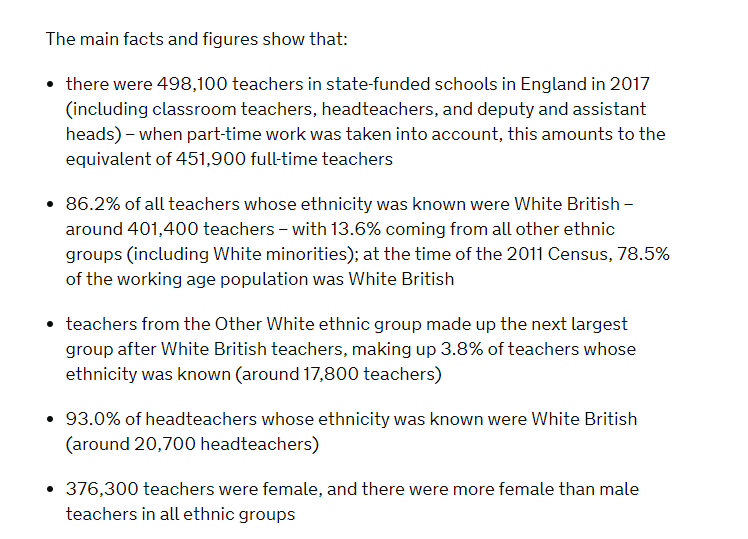 The main facts and figures show that:
• there were 498,100 teachers in state-funded schools in England in 2017
(including classroom teachers, headteachers, and deputy and assistant
heads) – when part-time work was taken into account, this amounts to the
equivalent of 451,900 full-time teachers
• 86.2% of all teachers whose ethnicity was known were White British –
around 401,400 teachers – with 13.6% coming from all other ethnic
groups (including White minorities); at the time of the 2011 Census, 78.5%
of the working age population was White British
• teachers from the Other White ethnic group made up the next largest
group after White British teachers, making up 3.8% of teachers whose
ethnicity was known (around 17,800 teachers)
• 93.0% of headteachers whose ethnicity was known were White British
(around 20,700 headteachers)
• 376,300 teachers were female, and there were more female than male
teachers in all ethnic groups